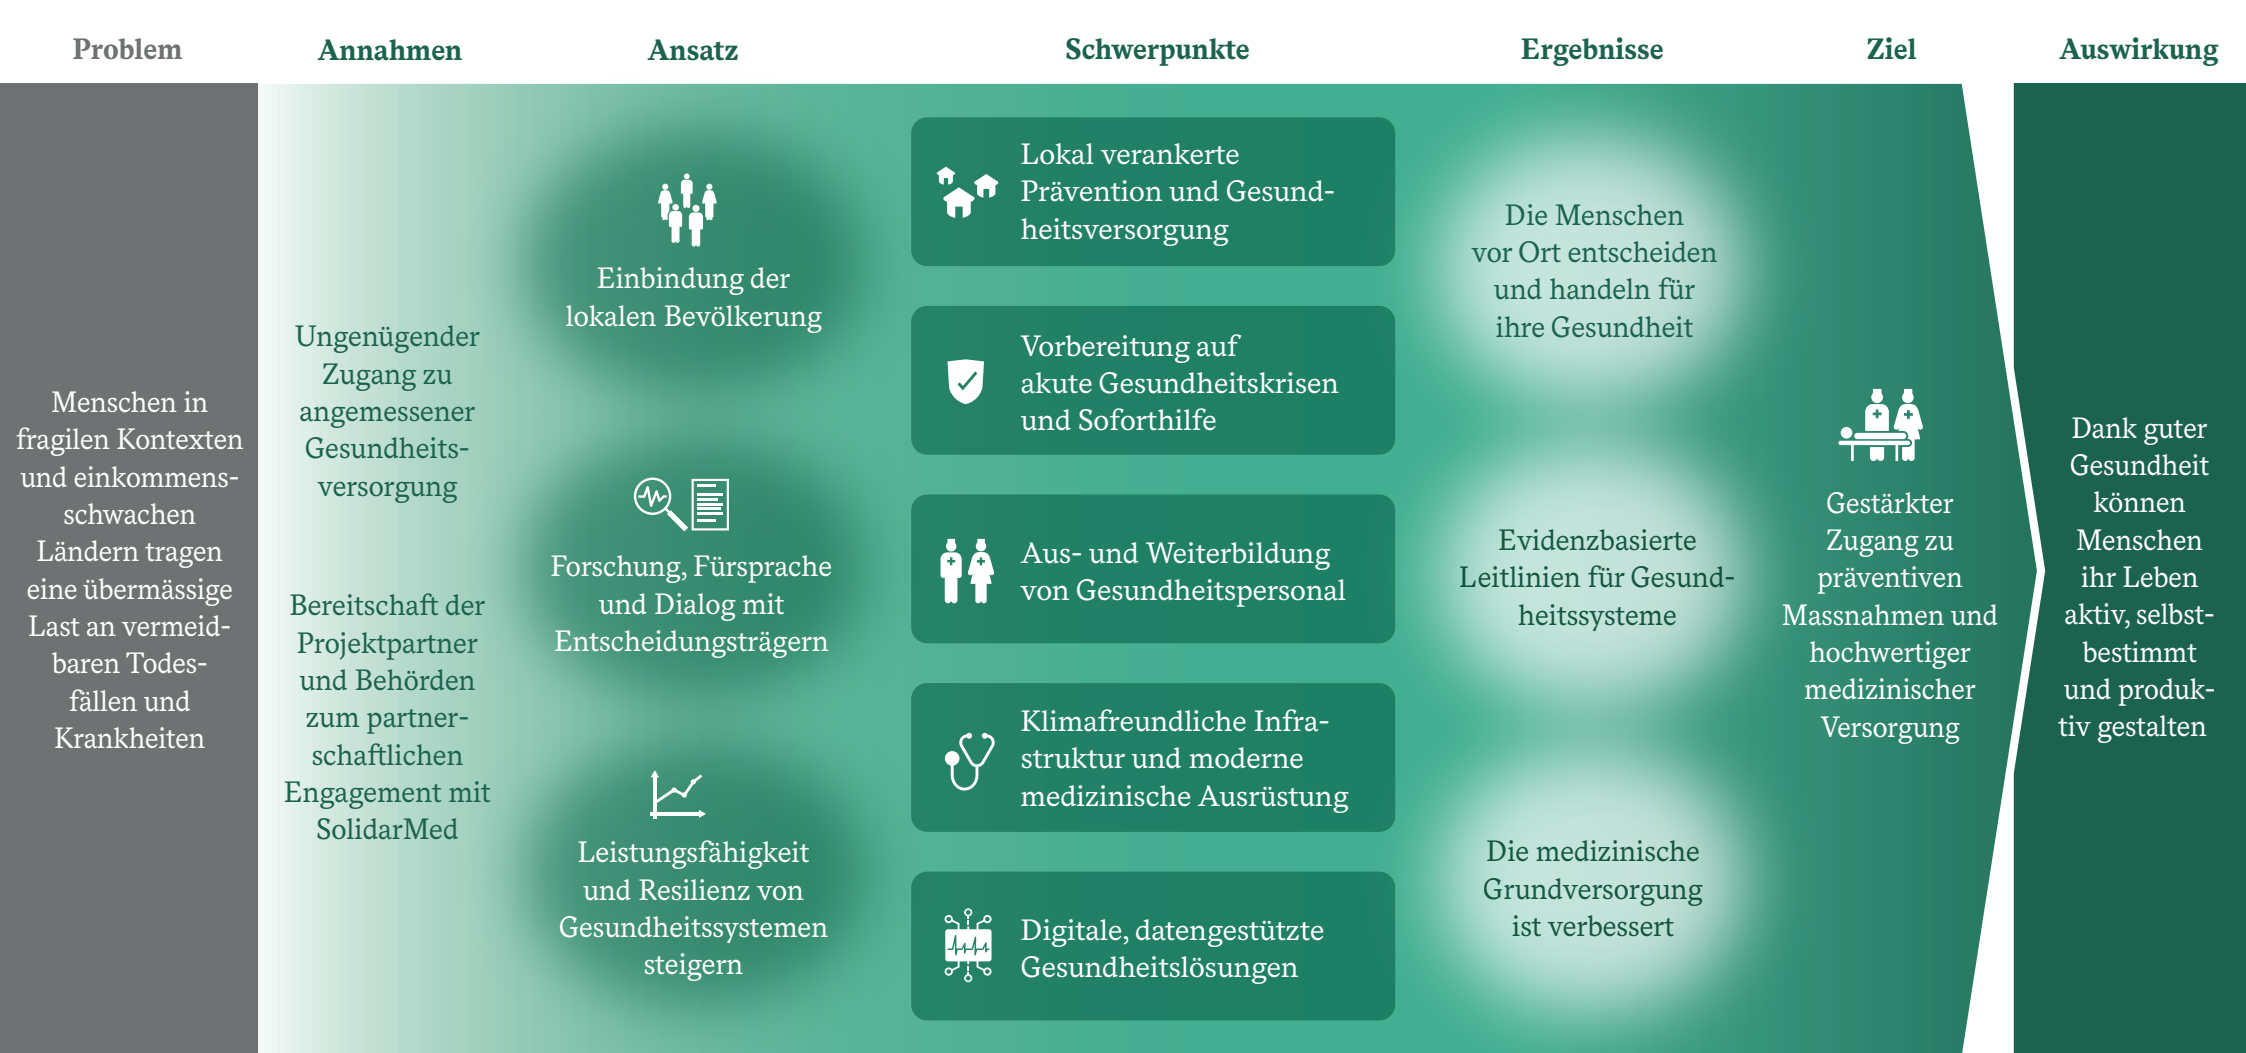 Problem
Annahmen
Ansatz
Schwerpunkte
Ergebnisse
Ziel
Auswirkung
Menschen in
fragilen Kontexten
und einkommens-
schwachen
Ländern tragen
eine übermässige
Last an vermeid-
baren Todes-
fällen und
Krankheiten
Ungenügender
Zugang zu
angemessener
Gesundheits-
versorgung
Bereitschaft der
Projektpartner
und Behörden
zum partner-
schaftlichen
Engagement mit
SolidarMed
Einbindung der
lokalen Bevölkerung
Forschung, Fürsprache
und Dialog mit
Entscheidungsträgern
Leistungsfähigkeit
und Resilienz von
Gesundheitssystemen
steigern
Lokal verankerte
Prävention und Gesund-
heitsversorgung
Vorbereitung auf
akute Gesundheitskrisen
und Soforthilfe
Aus- und Weiterbildung
von Gesundheitspersonal
Klimafreundliche Infra-
struktur und moderne
medizinische Ausrüstung
Digitale, datengestützte
Gesundheitslösungen
Die Menschen
vor Ort entscheiden
und handeln für
ihre Gesundheit
Evidenzbasierte
Leitlinien für Gesund-
heitssysteme
Die medizinische
Grundversorgung
ist verbessert
Gestärkter
Zugang zu
präventiven
Massnahmen und
hochwertiger
medizinischer
Versorgung
Dank guter
Gesundheit
können
Menschen
ihr Leben
aktiv, selbst-
bestimmt
und produk-
tiv gestalten